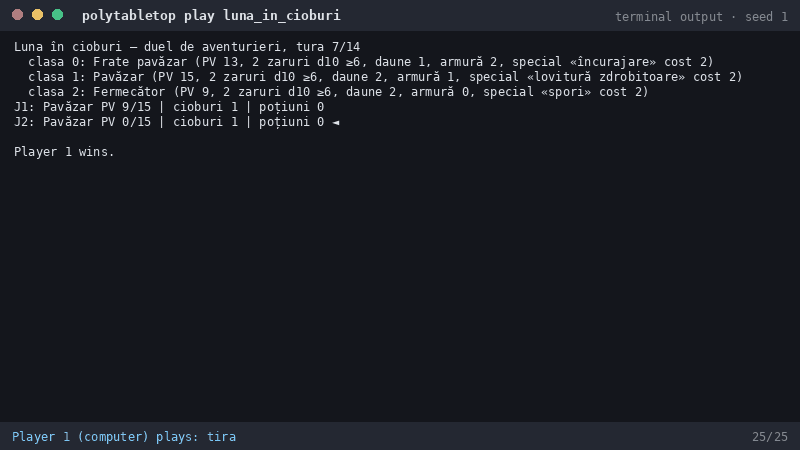 polytabletop play luna_in_cioburi
terminal output · seed 1
Luna în cioburi — duel de aventurieri, tura 7/14
clasa 0: Frate pavăzar (PV 13, 2 zaruri d10 ≥6, daune 1, armură 2, special «încurajare» cost 2)
clasa 1: Pavăzar (PV 15, 2 zaruri d10 ≥6, daune 2, armură 1, special «lovitură zdrobitoare» cost 2)
clasa 2: Fermecător (PV 9, 2 zaruri d10 ≥6, daune 2, armură 0, special «spori» cost 2)
J1: Pavăzar PV 9/15 | cioburi 1 | poțiuni 0
J2: Pavăzar PV 0/15 | cioburi 1 | poțiuni 0 ◄
Player 1 wins.
Player 1 (computer) plays: tira
25/25